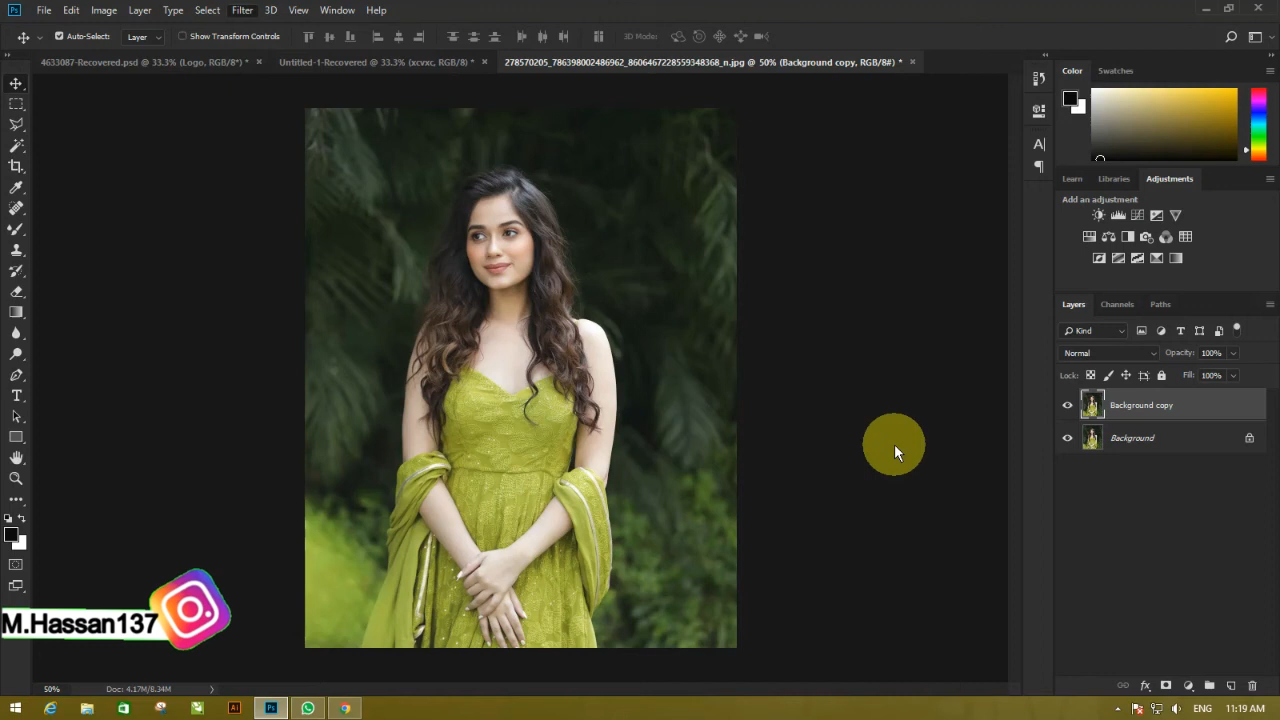 File Edit Image Layer Type Select Filter 3D View Window Help
Auto-Select: Layer Show Transform Controls 3D Mode:
4633087-Recovered.psd @ 33.3% (Logo, RGB/8*) * × Untitled-1-Recovered @ 33.3% (xcvxc, RGB/8) * × 278570205_786398002486962_8606467228559348368_n.jpg @ 50% (Background copy, RGB/8#) * ×
Color Swatches
Learn Libraries Adjustments
Add an adjustment
Layers Channels Paths
Kind
Normal Opacity: 100%
Lock: Fill: 100%
Background copy
Background
M.Hassan137
50% Doc: 4.17M/8.34M
ENG 11:19 AM